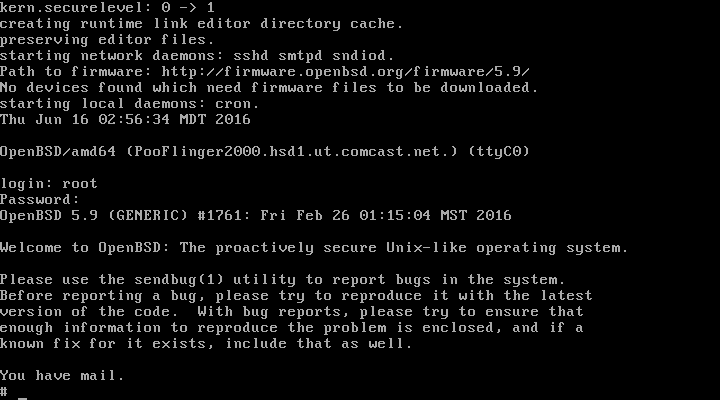 kern.securelevel: 0 -> 1
creating runtime link editor directory cache.
preserving editor files.
starting network daemons: sshd smtpd sndiod.
Path to firmware: http://firmware.openbsd.org/firmware/5.9/
No devices found which need firmware files to be downloaded.
starting local daemons: cron.
Thu Jun 16 02:56:34 MDT 2016

OpenBSD/amd64 (PooFlinger2000.hsd1.ut.comcast.net.) (ttyC0)

login: root
Password:
OpenBSD 5.9 (GENERIC) #1761: Fri Feb 26 01:15:04 MST 2016

Welcome to OpenBSD: The proactively secure Unix-like operating system.

Please use the sendbug(1) utility to report bugs in the system.
Before reporting a bug, please try to reproduce it with the latest
version of the code.  With bug reports, please try to ensure that
enough information to reproduce the problem is enclosed, and if a
known fix for it exists, include that as well.

You have mail.
# _